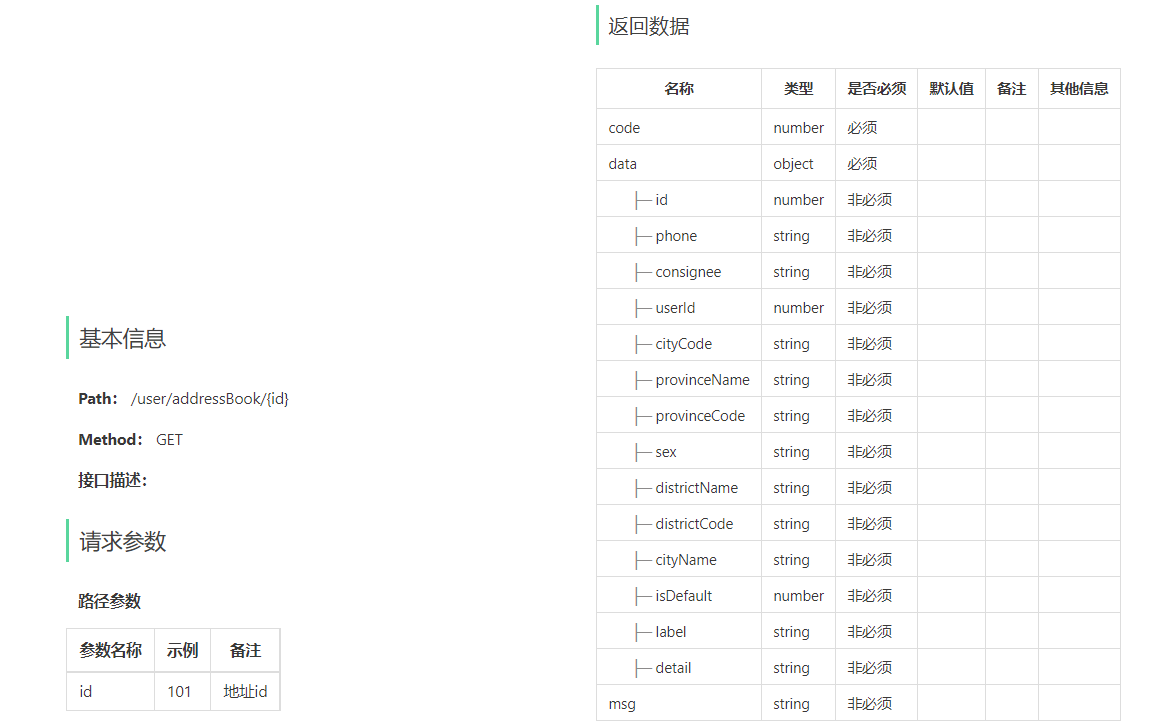 基本信息
Path： /user/addressBook/{id}
Method： GET
接口描述：
请求参数
路径参数
参数名称 示例 备注
id 101 地址id
返回数据
名称 类型 是否必须 默认值 备注 其他信息
code number 必须
data object 必须
├─ id number 非必须
├─ phone string 非必须
├─ consignee string 非必须
├─ userId number 非必须
├─ cityCode string 非必须
├─ provinceName string 非必须
├─ provinceCode string 非必须
├─ sex string 非必须
├─ districtName string 非必须
├─ districtCode string 非必须
├─ cityName string 非必须
├─ isDefault number 非必须
├─ label string 非必须
├─ detail string 非必须
msg string 非必须